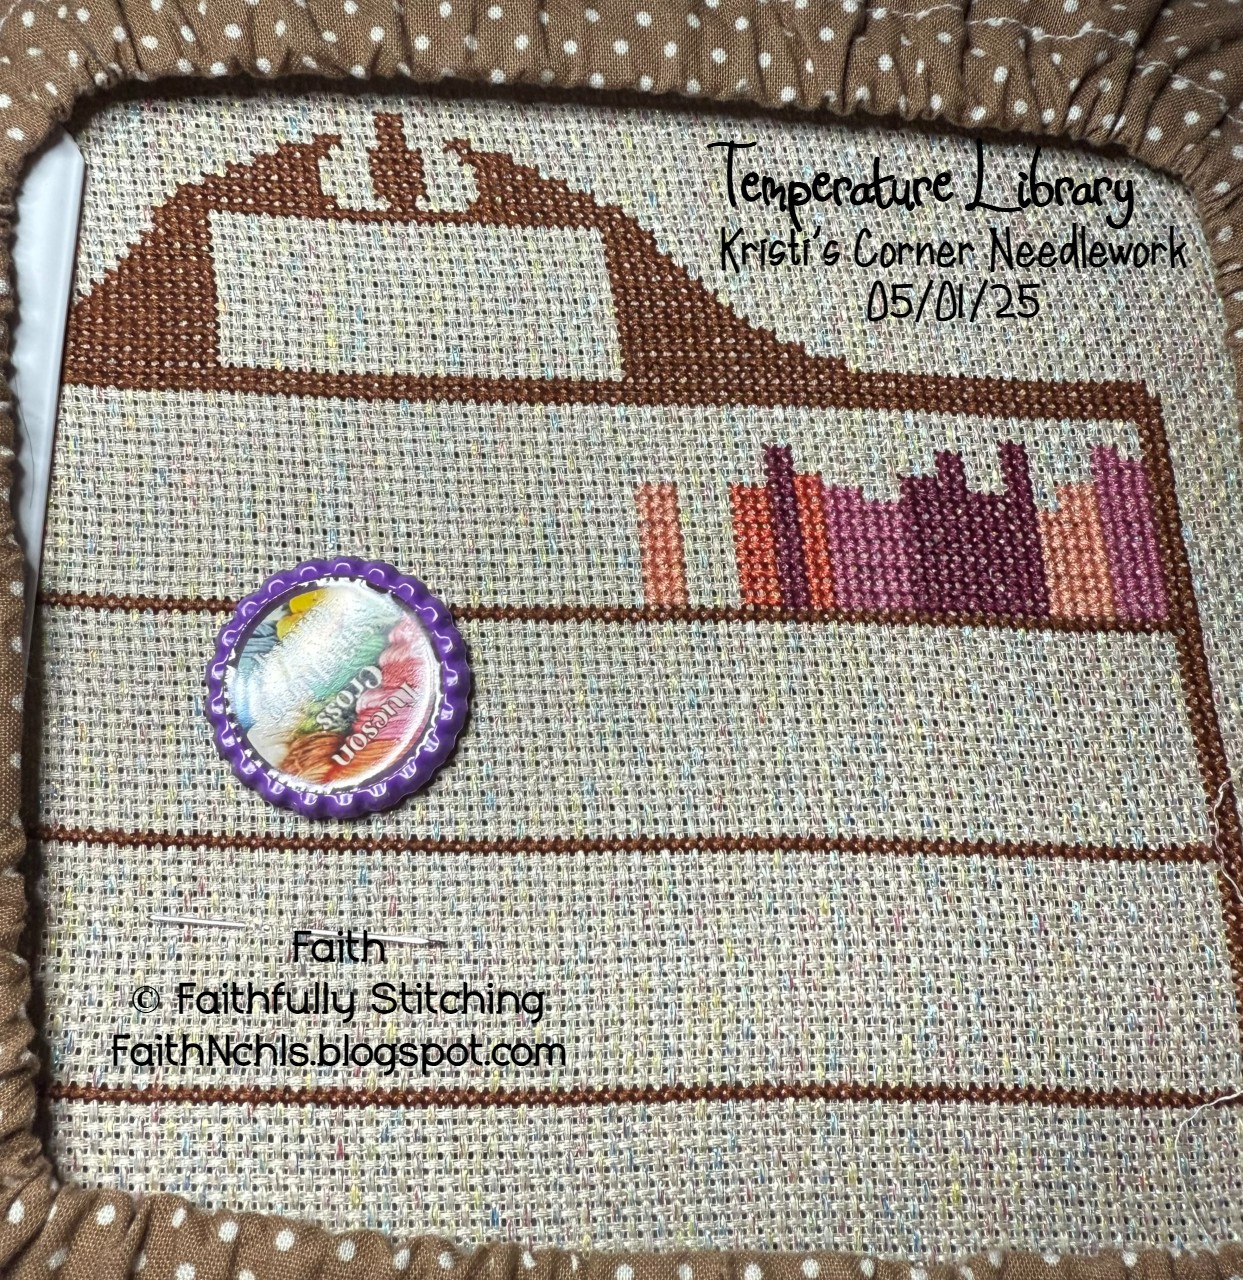 Temperature Library
Kristi's Corner Needlework
05/01/25
Tucson
Cross
Faith
© Faithfully Stitching
FaithNchls.blogspot.com